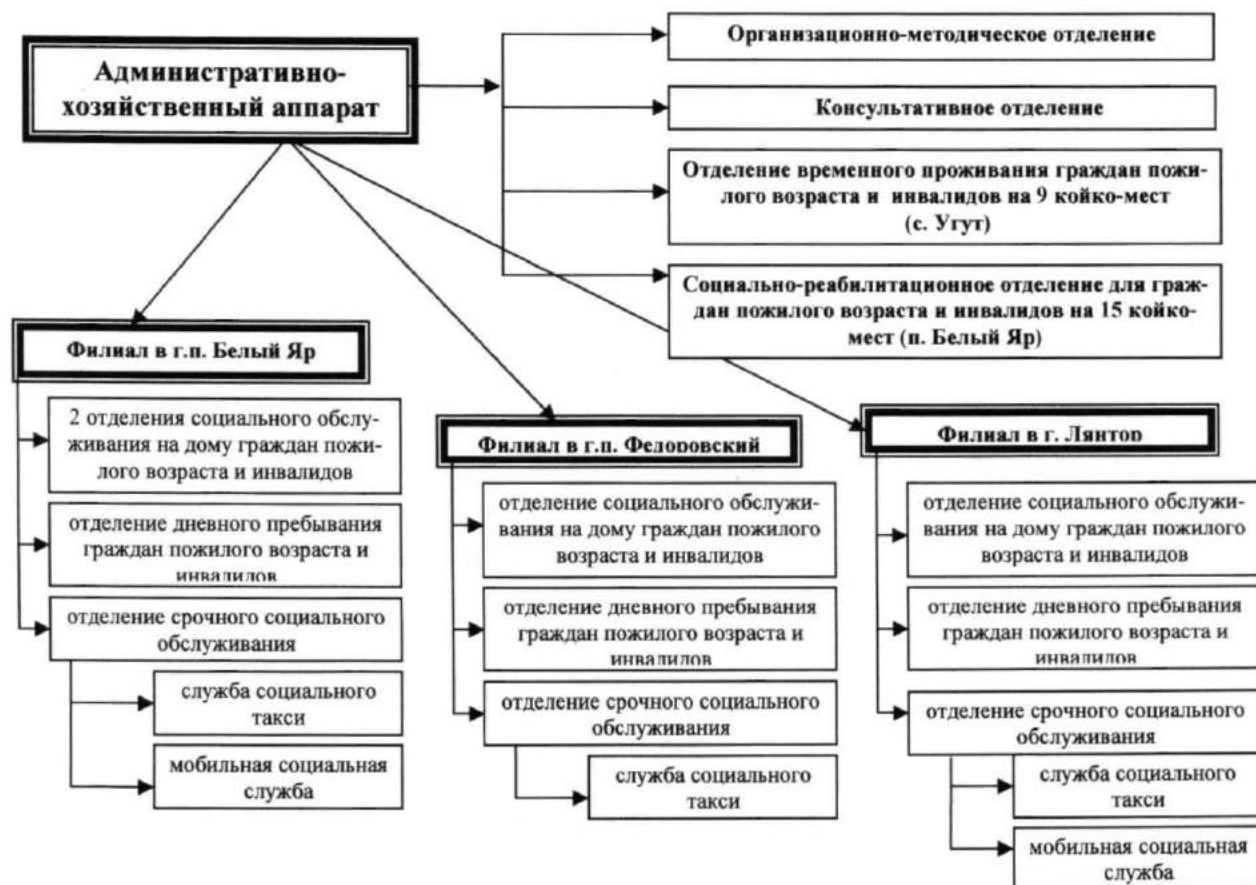 Административно-
хозяйственный аппарат
Организационно-методическое отделение
Консультативное отделение
Отделение временного проживания граждан пожи-
лого возраста и инвалидов на 9 койко-мест
(с. Угут)
Социально-реабилитационное отделение для граж-
дан пожилого возраста и инвалидов на 15 койко-
мест (п. Белый Яр)
Филиал в г.п. Белый Яр
2 отделения социального обслу-
живания на дому граждан пожи-
лого возраста и инвалидов
отделение дневного пребывания
граждан пожилого возраста и
инвалидов
отделение срочного социального
обслуживания
служба социального
такси
мобильная социальная
служба
Филиал в г.п. Федоровский
отделение социального обслужи-
вания на дому граждан пожилого
возраста и инвалидов
отделение дневного пребывания
граждан пожилого возраста и
инвалидов
отделение срочного социального
обслуживания
служба социального
такси
Филиал в г. Лянтор
отделение социального обслужи-
вания на дому граждан пожилого
возраста и инвалидов
отделение дневного пребывания
граждан пожилого возраста и
инвалидов
отделение срочного социального
обслуживания
служба социального
такси
мобильная социальная
служба